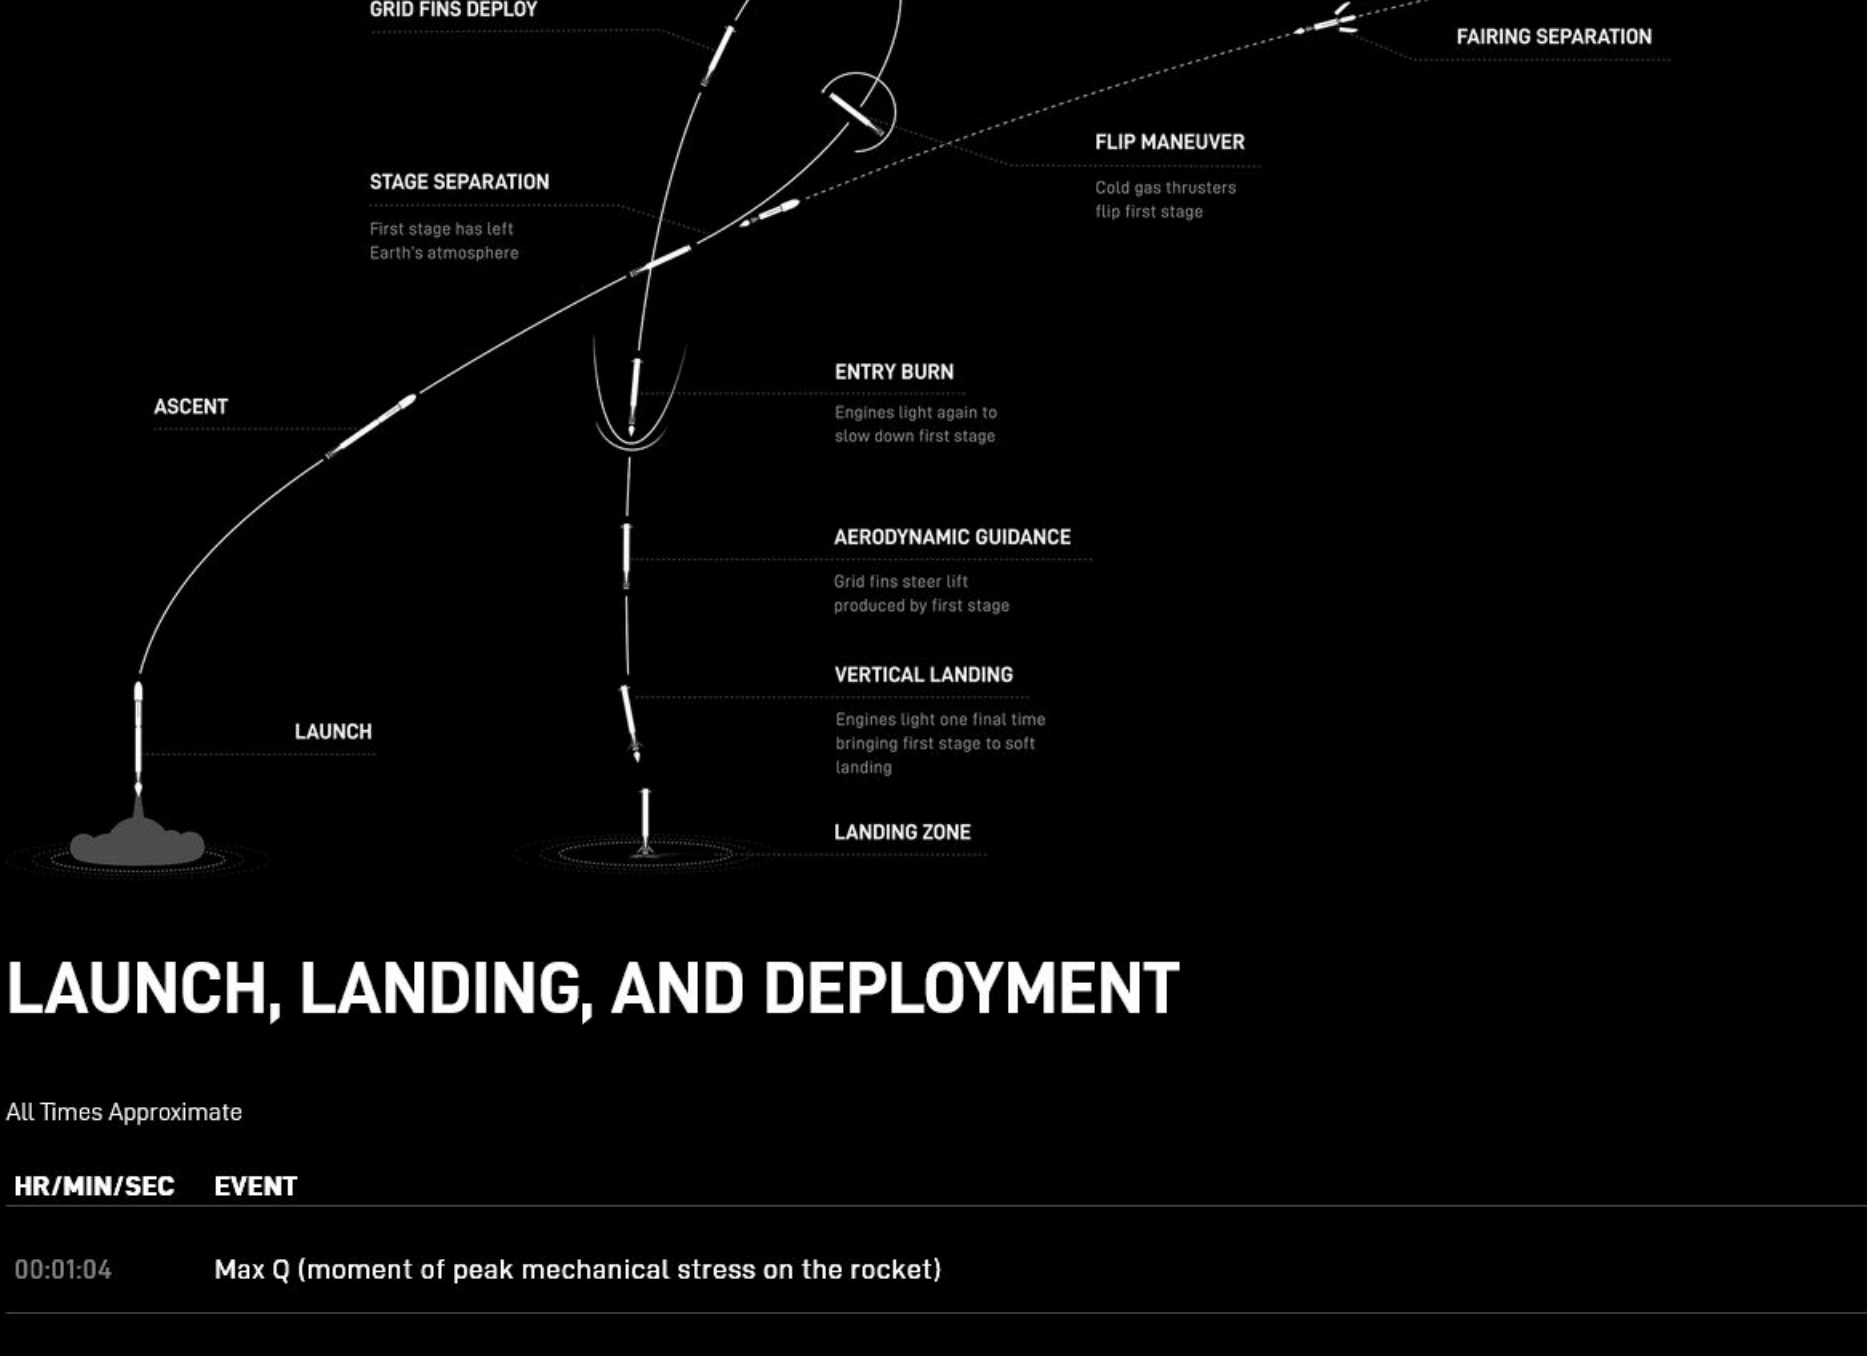 GRID FINS DEPLOY
FAIRING SEPARATION
FLIP MANEUVER
Cold gas thrusters
flip first stage
STAGE SEPARATION
First stage has left
Earth's atmosphere
ENTRY BURN
Engines light again to
slow down first stage
ASCENT
AERODYNAMIC GUIDANCE
Grid fins steer lift
produced by first stage
VERTICAL LANDING
Engines light one final time
bringing first stage to soft
landing
LAUNCH
LANDING ZONE
LAUNCH, LANDING, AND DEPLOYMENT
All Times Approximate
HR/MIN/SEC EVENT
00:01:04 Max Q (moment of peak mechanical stress on the rocket)